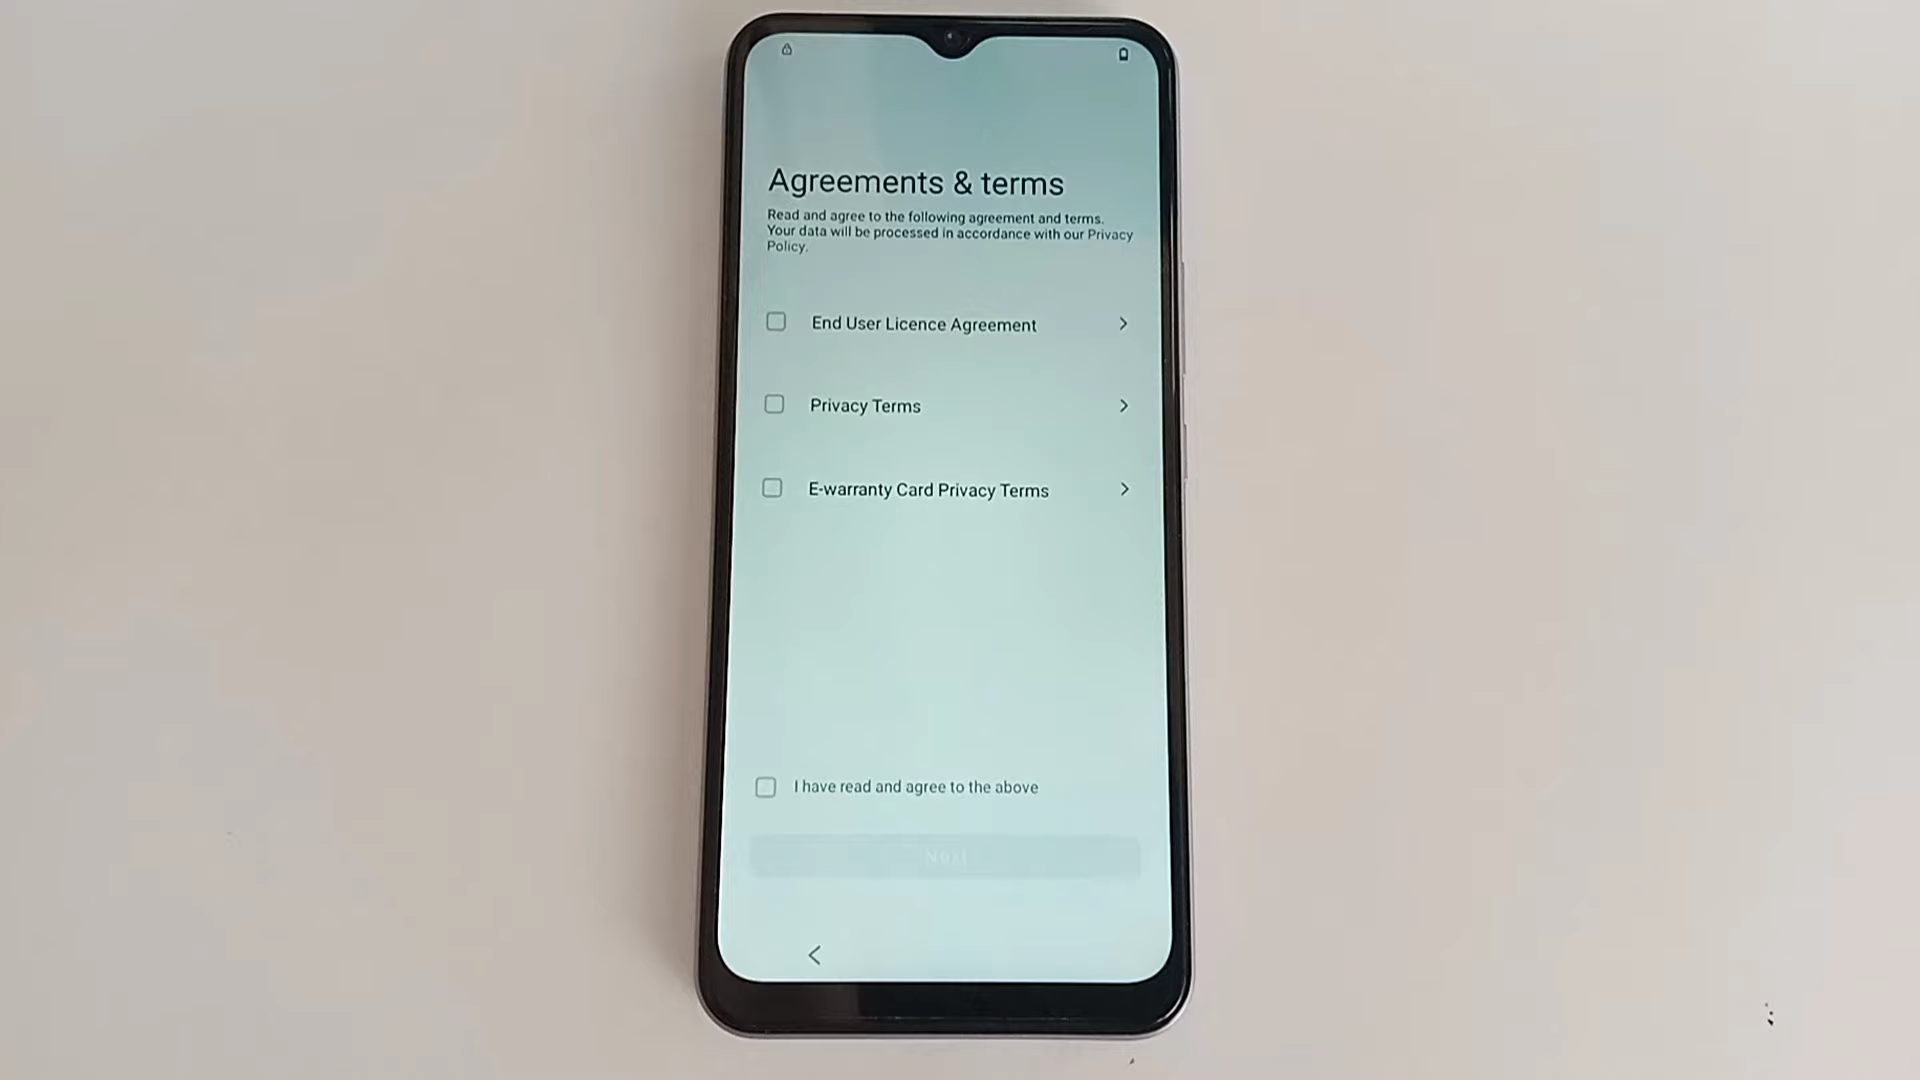 Agreements & terms
Read and agree to the following agreement and terms.
Your data will be processed in accordance with our Privacy
Policy.
End User Licence Agreement
Privacy Terms
E-warranty Card Privacy Terms
I have read and agree to the above
Next